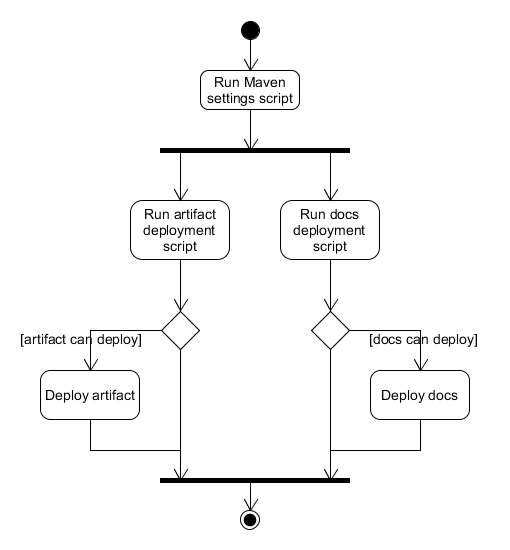 Run Maven
settings script
Run artifact
deployment
script
Run docs
deployment
script
[artifact can deploy]
[docs can deploy]
Deploy artifact
Deploy docs